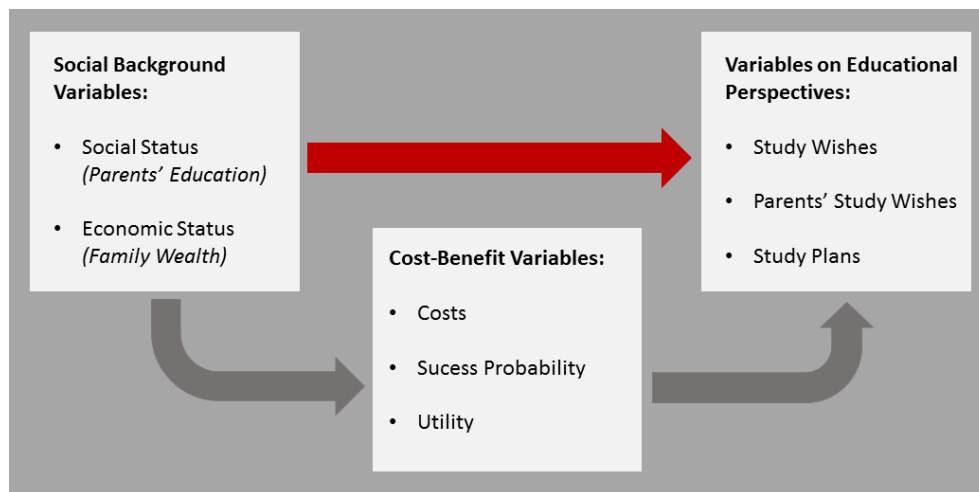 Social Background
Variables:
• Social Status
(Parents’ Education)
• Economic Status
(Family Wealth)
Cost-Benefit Variables:
• Costs
• Sucess Probability
• Utility
Variables on Educational
Perspectives:
• Study Wishes
• Parents’ Study Wishes
• Study Plans